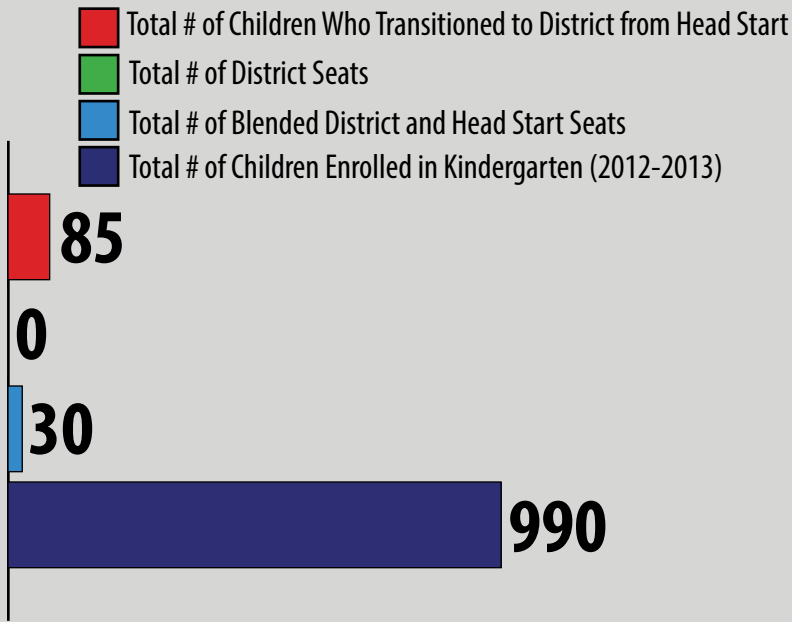 Total # of Children Who Transitioned to District from Head Start
Total # of District Seats
Total # of Blended District and Head Start Seats
Total # of Children Enrolled in Kindergarten (2012-2013)
85
0
30
990